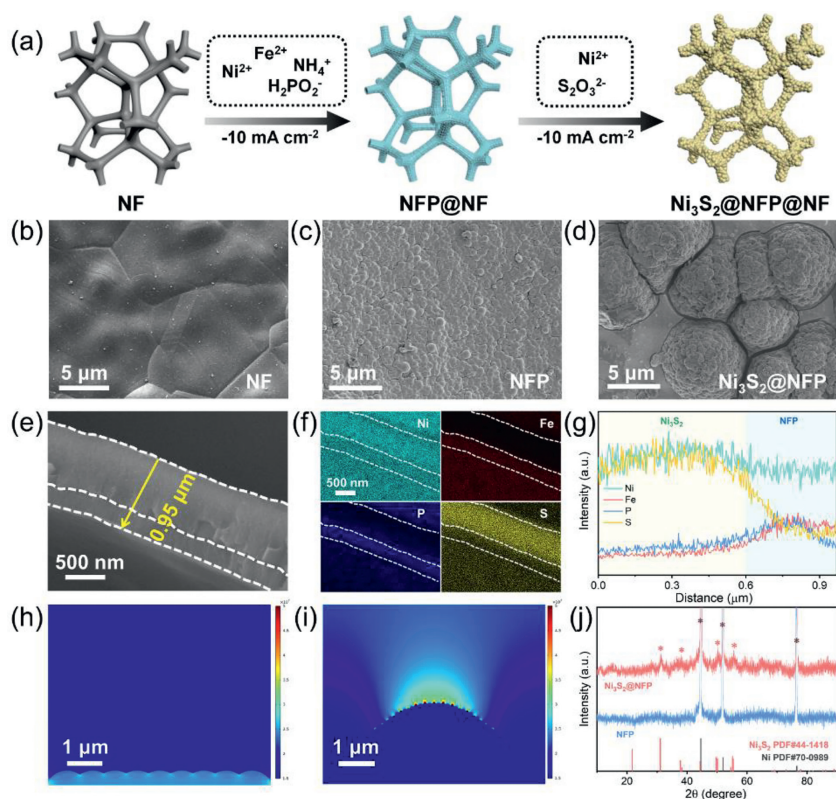 (a)
Fe²⁺
Ni²⁺
NH₄⁺
H₂PO₂⁻
-10 mA cm⁻²
Ni²⁺
S₂O₃²⁻
-10 mA cm⁻²
NF
NFP@NF
Ni₃S₂@NFP@NF
(b)
5 μm
NF
(c)
5 μm
NFP
(d)
5 μm
Ni₃S₂@NFP
(e)
0.95 μm
500 nm
(f)
Ni
Fe
500 nm
P
S
(g)
Ni₃S₂
NFP
Intensity (a.u.)
Ni
Fe
P
S
0.0 0.3 0.6 0.9
Distance (μm)
(h)
1 μm
(i)
1 μm
(j)
Intensity (a.u.)
* * * * * * *
Ni₃S₂@NFP
NFP
Ni₃S₂ PDF#44-1418
Ni PDF#70-0989
20 40 60 80
2θ (degree)